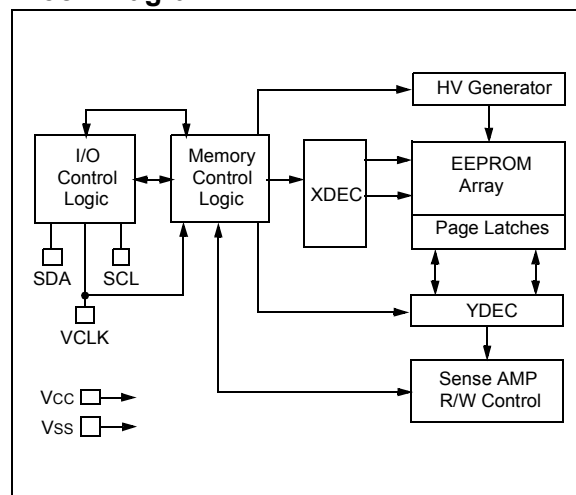 HV Generator
I/O
Control
Logic
Memory
Control
Logic
XDEC
EEPROM
Array
Page Latches
SDA
SCL
VCLK
YDEC
Sense AMP
R/W Control
VCC
VSS